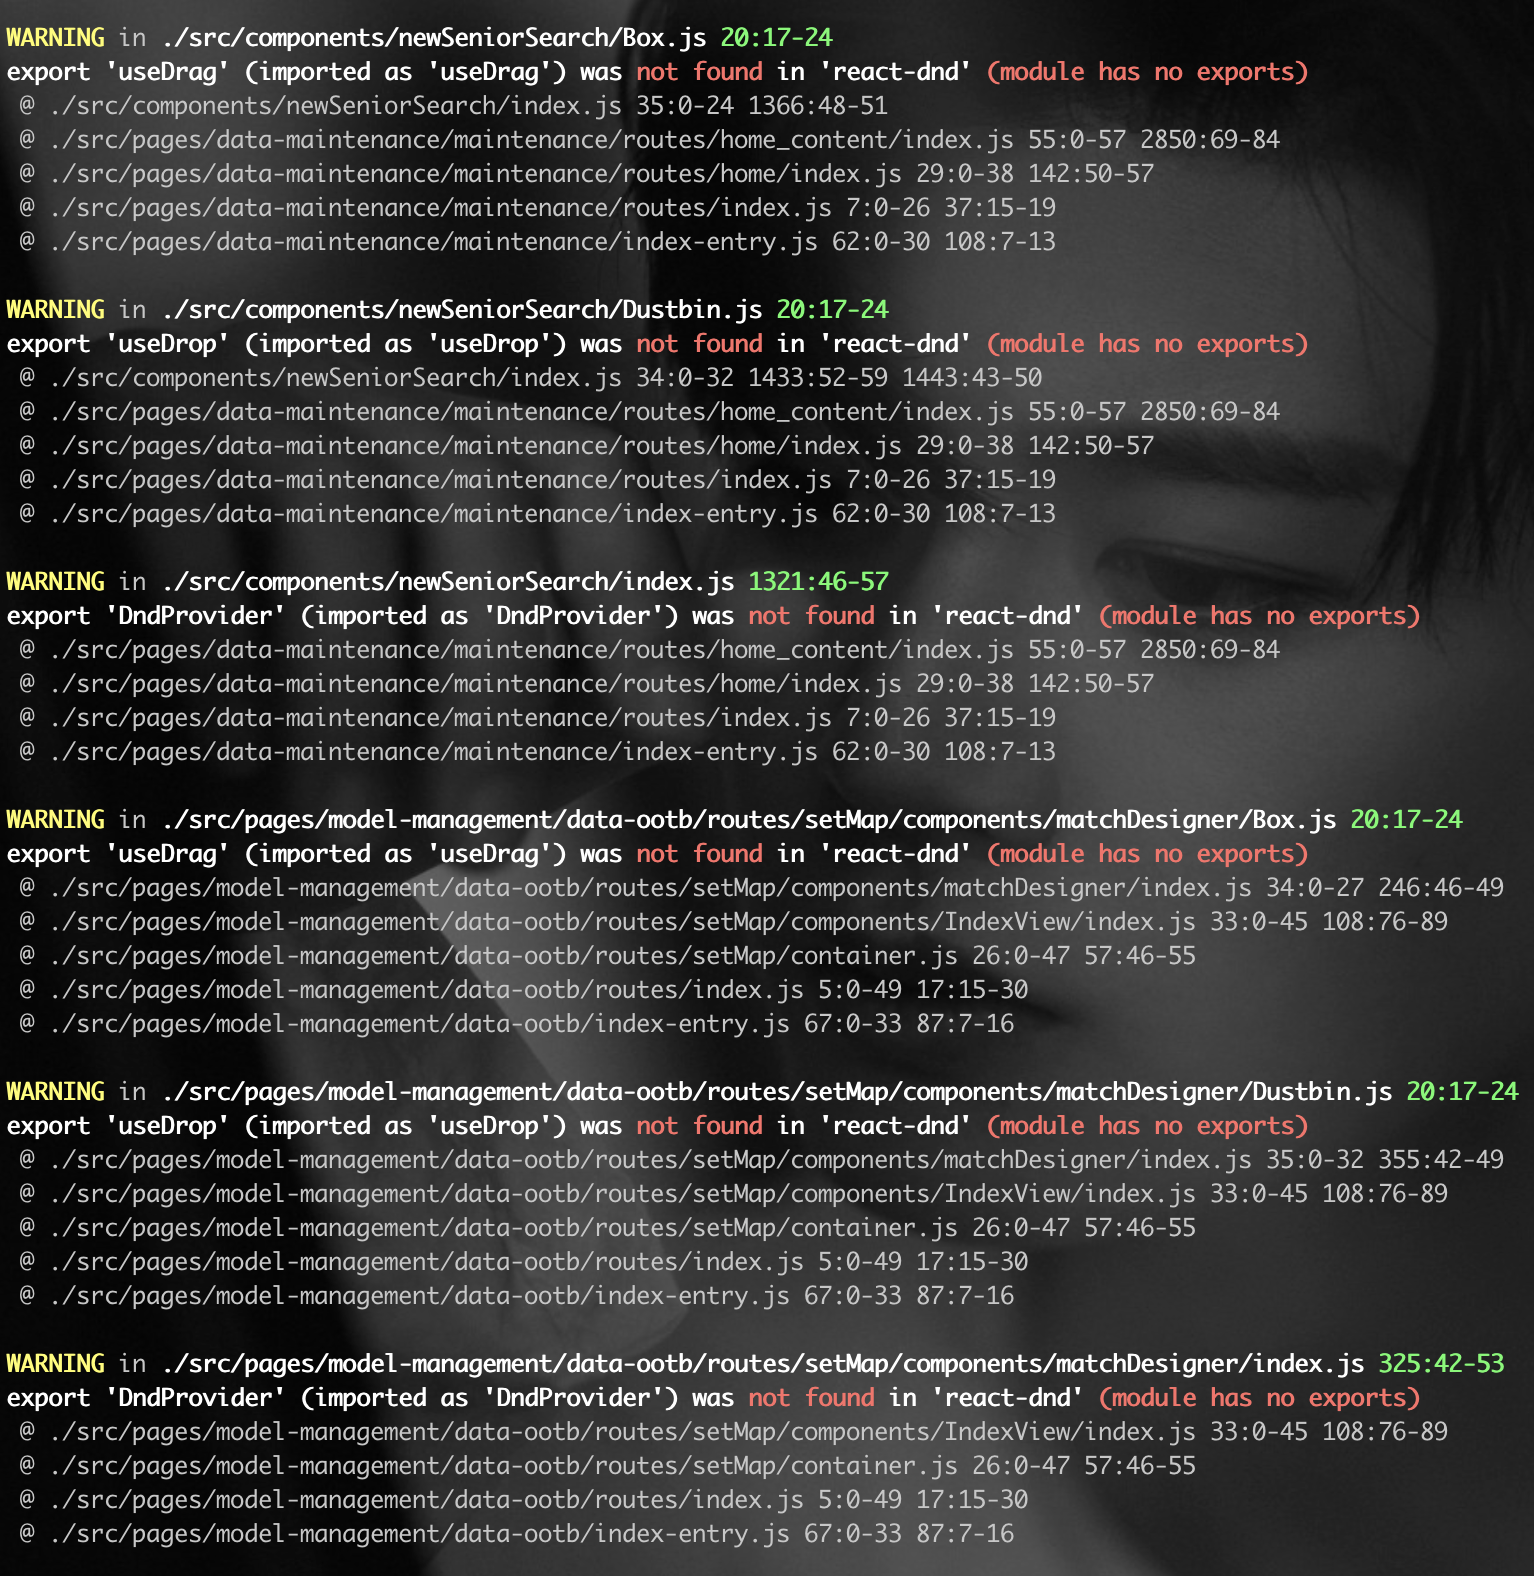 WARNING in ./src/components/newSeniorSearch/Box.js 20:17-24
export 'useDrag' (imported as 'useDrag') was not found in 'react-dnd' (module has no exports)
@ ./src/components/newSeniorSearch/index.js 35:0-24 1366:48-51
@ ./src/pages/data-maintenance/maintenance/routes/home_content/index.js 55:0-57 2850:69-84
@ ./src/pages/data-maintenance/maintenance/routes/home/index.js 29:0-38 142:50-57
@ ./src/pages/data-maintenance/maintenance/routes/index.js 7:0-26 37:15-19
@ ./src/pages/data-maintenance/maintenance/index-entry.js 62:0-30 108:7-13
WARNING in ./src/components/newSeniorSearch/Dustbin.js 20:17-24
export 'useDrop' (imported as 'useDrop') was not found in 'react-dnd' (module has no exports)
@ ./src/components/newSeniorSearch/index.js 34:0-32 1433:52-59 1443:43-50
@ ./src/pages/data-maintenance/maintenance/routes/home_content/index.js 55:0-57 2850:69-84
@ ./src/pages/data-maintenance/maintenance/routes/home/index.js 29:0-38 142:50-57
@ ./src/pages/data-maintenance/maintenance/routes/index.js 7:0-26 37:15-19
@ ./src/pages/data-maintenance/maintenance/index-entry.js 62:0-30 108:7-13
WARNING in ./src/components/newSeniorSearch/index.js 1321:46-57
export 'DndProvider' (imported as 'DndProvider') was not found in 'react-dnd' (module has no exports)
@ ./src/pages/data-maintenance/maintenance/routes/home_content/index.js 55:0-57 2850:69-84
@ ./src/pages/data-maintenance/maintenance/routes/home/index.js 29:0-38 142:50-57
@ ./src/pages/data-maintenance/maintenance/routes/index.js 7:0-26 37:15-19
@ ./src/pages/data-maintenance/maintenance/index-entry.js 62:0-30 108:7-13
WARNING in ./src/pages/model-management/data-ootb/routes/setMap/components/matchDesigner/Box.js 20:17-24
export 'useDrag' (imported as 'useDrag') was not found in 'react-dnd' (module has no exports)
@ ./src/pages/model-management/data-ootb/routes/setMap/components/matchDesigner/index.js 34:0-27 246:46-49
@ ./src/pages/model-management/data-ootb/routes/setMap/components/IndexView/index.js 33:0-45 108:76-89
@ ./src/pages/model-management/data-ootb/routes/setMap/container.js 26:0-47 57:46-55
@ ./src/pages/model-management/data-ootb/routes/index.js 5:0-49 17:15-30
@ ./src/pages/model-management/data-ootb/index-entry.js 67:0-33 87:7-16
WARNING in ./src/pages/model-management/data-ootb/routes/setMap/components/matchDesigner/Dustbin.js 20:17-24
export 'useDrop' (imported as 'useDrop') was not found in 'react-dnd' (module has no exports)
@ ./src/pages/model-management/data-ootb/routes/setMap/components/matchDesigner/index.js 35:0-32 355:42-49
@ ./src/pages/model-management/data-ootb/routes/setMap/components/IndexView/index.js 33:0-45 108:76-89
@ ./src/pages/model-management/data-ootb/routes/setMap/container.js 26:0-47 57:46-55
@ ./src/pages/model-management/data-ootb/routes/index.js 5:0-49 17:15-30
@ ./src/pages/model-management/data-ootb/index-entry.js 67:0-33 87:7-16
WARNING in ./src/pages/model-management/data-ootb/routes/setMap/components/matchDesigner/index.js 325:42-53
export 'DndProvider' (imported as 'DndProvider') was not found in 'react-dnd' (module has no exports)
@ ./src/pages/model-management/data-ootb/routes/setMap/components/IndexView/index.js 33:0-45 108:76-89
@ ./src/pages/model-management/data-ootb/routes/setMap/container.js 26:0-47 57:46-55
@ ./src/pages/model-management/data-ootb/routes/index.js 5:0-49 17:15-30
@ ./src/pages/model-management/data-ootb/index-entry.js 67:0-33 87:7-16